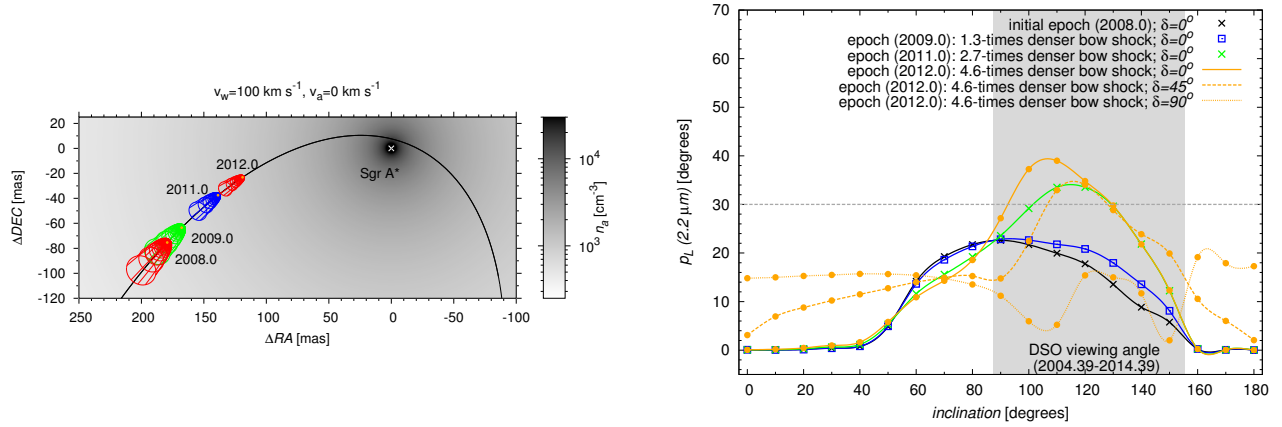 v_w=100 km s⁻¹, v_a=0 km s⁻¹
20
0
-20
-40
-60
-80
-100
-120
ΔDEC [mas]
250
200
150
100
50
0
-50
-100
ΔRA [mas]
2012.0
2011.0
2009.0
2008.0
Sgr A*
10⁴
10³
n_a [cm⁻³]
70
60
50
40
30
20
10
0
p_L (2.2 μm) [degrees]
initial epoch (2008.0); δ=0°
epoch (2009.0): 1.3-times denser bow shock; δ=0°
epoch (2011.0): 2.7-times denser bow shock; δ=0°
epoch (2012.0): 4.6-times denser bow shock; δ=0°
epoch (2012.0): 4.6-times denser bow shock; δ=45°
epoch (2012.0): 4.6-times denser bow shock; δ=90°
DSO viewing angle
(2004.39-2014.39)
0
20
40
60
80
100
120
140
160
180
inclination [degrees]